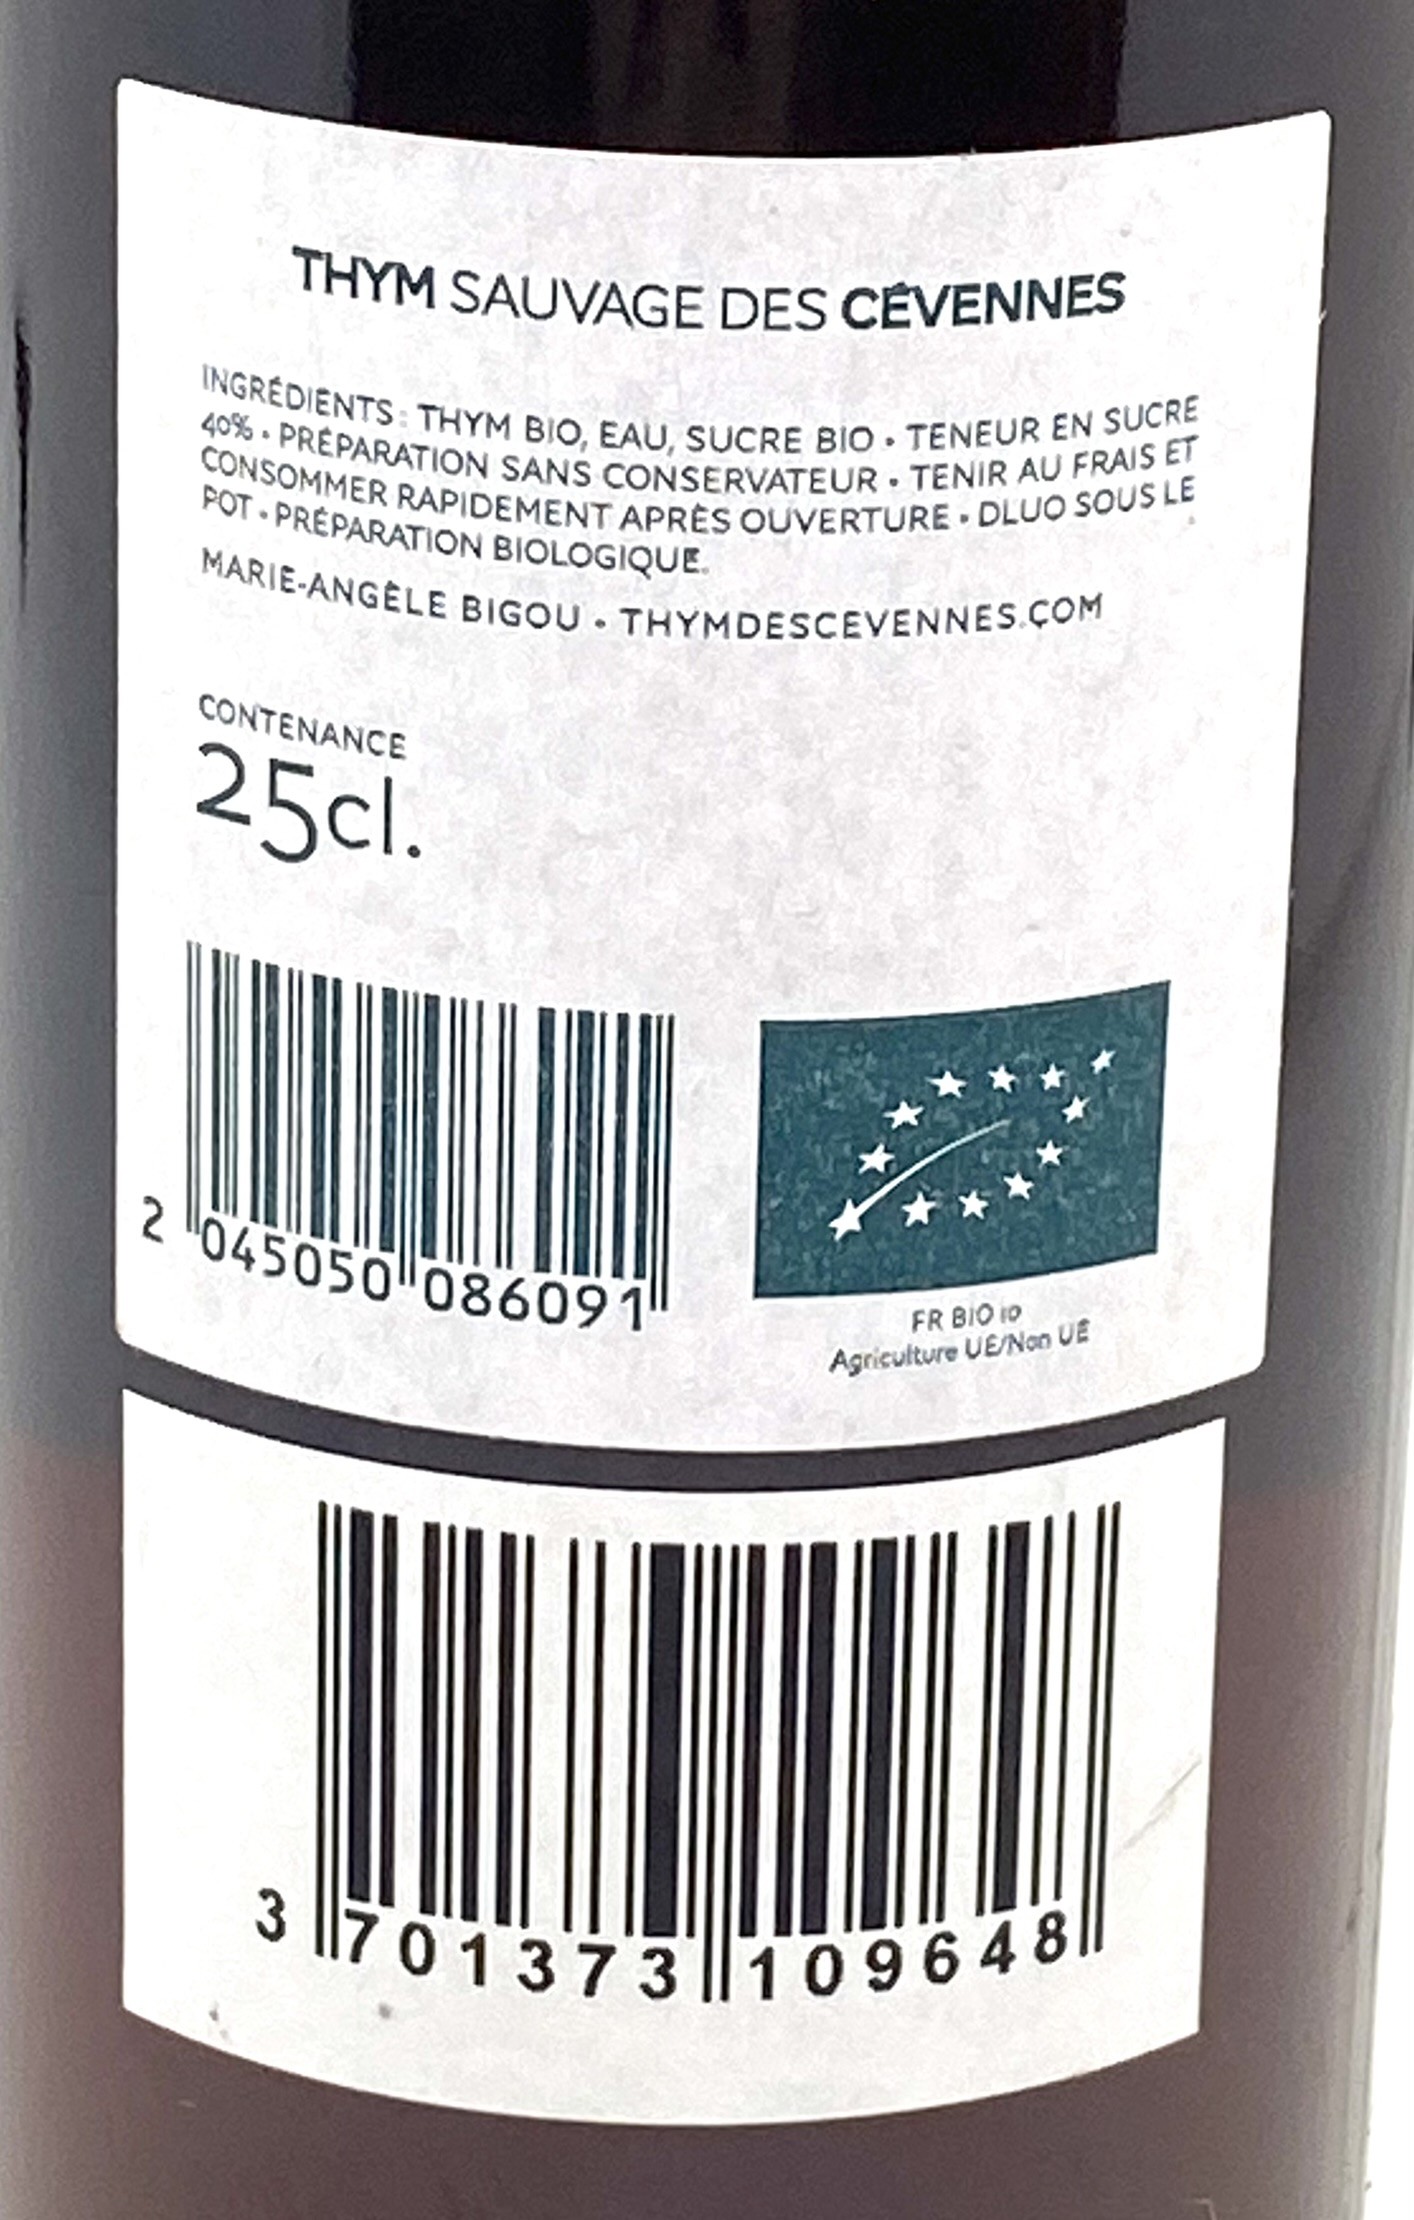 THYM SAUVAGE DES CÉVENNES
INGRÉDIENTS : THYM BIO, EAU, SUCRE BIO • TENEUR EN SUCRE
40% • PRÉPARATION SANS CONSERVATEUR • TENIR AU FRAIS ET
CONSOMMER RAPIDEMENT APRÈS OUVERTURE • DLUO SOUS LE
POT • PRÉPARATION BIOLOGIQUE.
MARIE-ANGÈLE BIGOU • THYMDESCEVENNES.COM
CONTENANCE
25cl.
2 045050 086091
FR BIO 10
Agriculture UE/Non UE
3 701373 109648